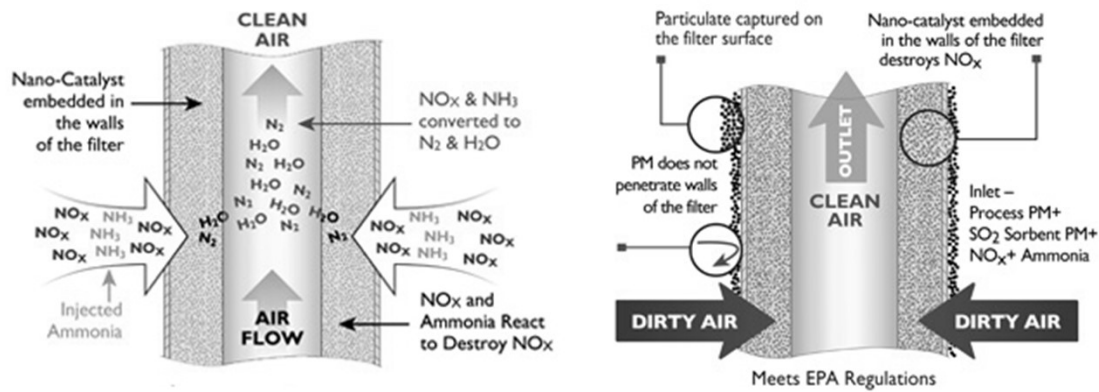 CLEAN
AIR
Nano-Catalyst
embedded in
the walls
of the filter
NOx & NH3
converted to
N2 & H2O
N2
H2O
N2 H2O
H2O
N2
N2
H2O
H2O
N2
H2O
N2
H2O
N2
NOx NH3 NOx
NOx NH3
NH3 NOx
NOx
NOx NH3 NOx
NOx NH3
NOx NH3 NOx
Injected
Ammonia
AIR
FLOW
NOx and
Ammonia React
to Destroy NOx
Particulate captured on
the filter surface
Nano-catalyst embedded
in the walls of the filter
destroys NOx
OUTLET
CLEAN
AIR
PM does not
penetrate walls
of the filter
Inlet –
Process PM+
SO2 Sorbent PM+
NOx+ Ammonia
DIRTY AIR
DIRTY AIR
Meets EPA Regulations